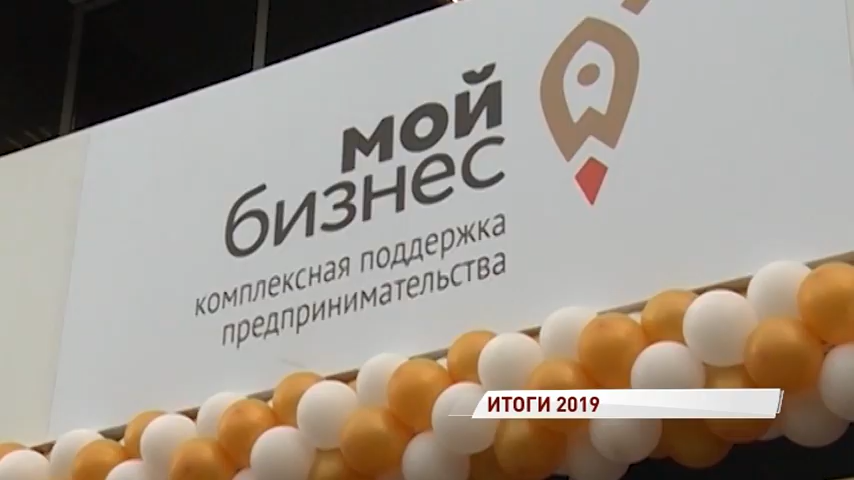 мой
бизнес
комплексная поддержка
предпринимательства
ИТОГИ 2019